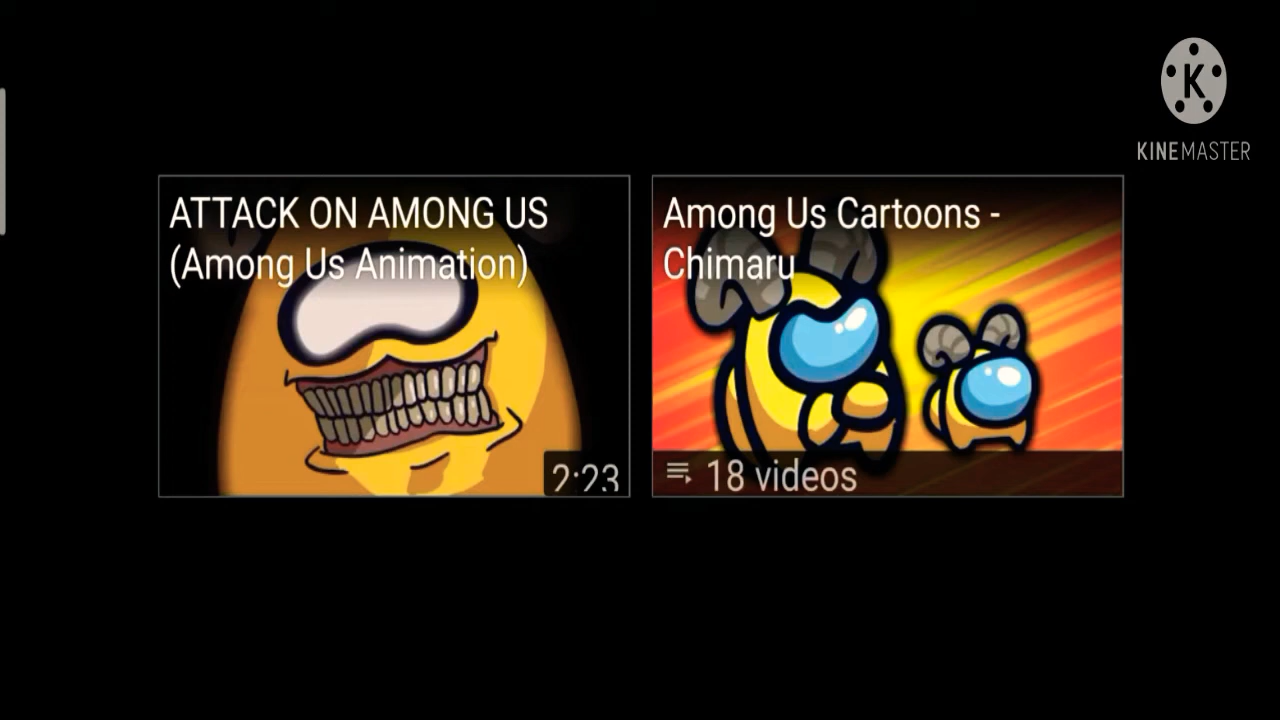 K
KINEMASTER
ATTACK ON AMONG US
(Among Us Animation)
2:23
Among Us Cartoons -
Chimaru
18 videos